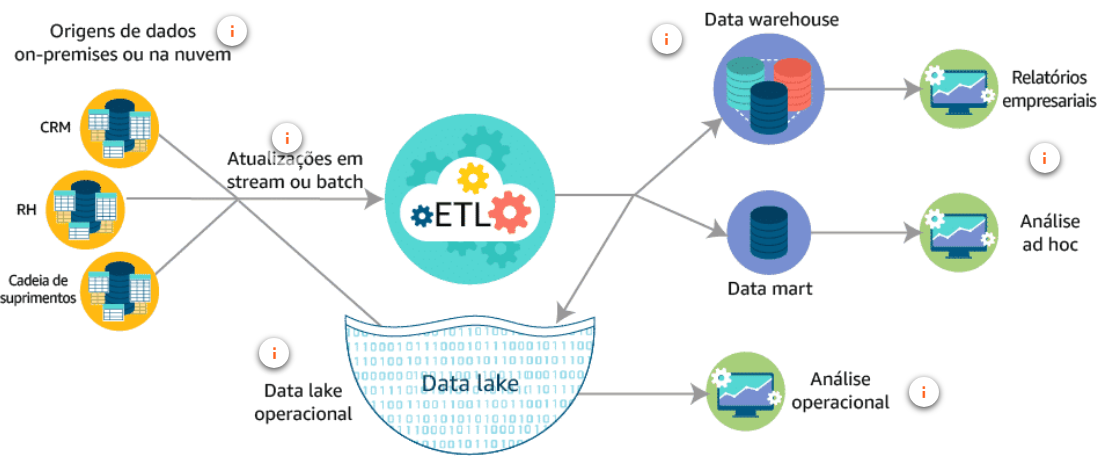 Origens de dados
on-premises ou na nuvem
i
CRM
RH
Cadeia de
suprimentos
i
Atualizações em
stream ou batch
ETL
i
Data warehouse
Relatórios
empresariais
i
Data mart
Análise
ad hoc
i
Data lake
operacional
Data lake
Análise
operacional
i